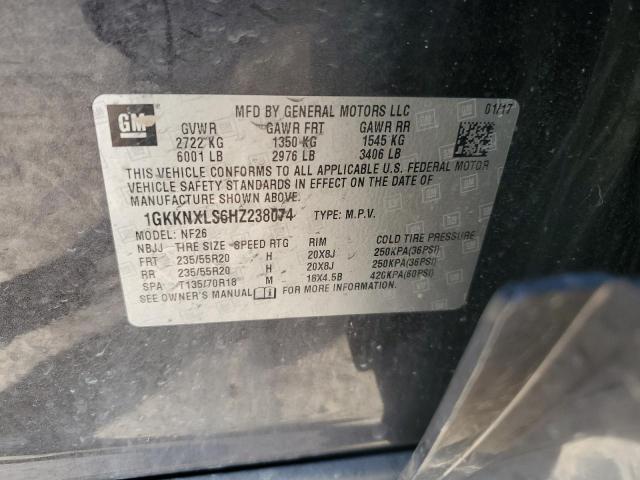 GM
MFD BY GENERAL MOTORS LLC 01/17
GVWR GAWR FRT GAWR RR
2722 KG 1350 KG 1545 KG
6001 LB 2976 LB 3406 LB
THIS VEHICLE CONFORMS TO ALL APPLICABLE U.S. FEDERAL MOTOR
VEHICLE SAFETY STANDARDS IN EFFECT ON THE DATE OF
MANUFACTURE SHOWN ABOVE.
1GKKNXLS6HZ238074 TYPE: M.P.V.
MODEL: NF26
NBJJ TIRE SIZE SPEED RTG RIM COLD TIRE PRESSURE
FRT 235/55R20 H 20X8J 250KPA(36PSI)
RR 235/55R20 H 20X8J 250KPA(36PSI)
SPA T135/70R18 M 18X4.5B 420KPA(60PSI)
SEE OWNER'S MANUAL FOR MORE INFORMATION.